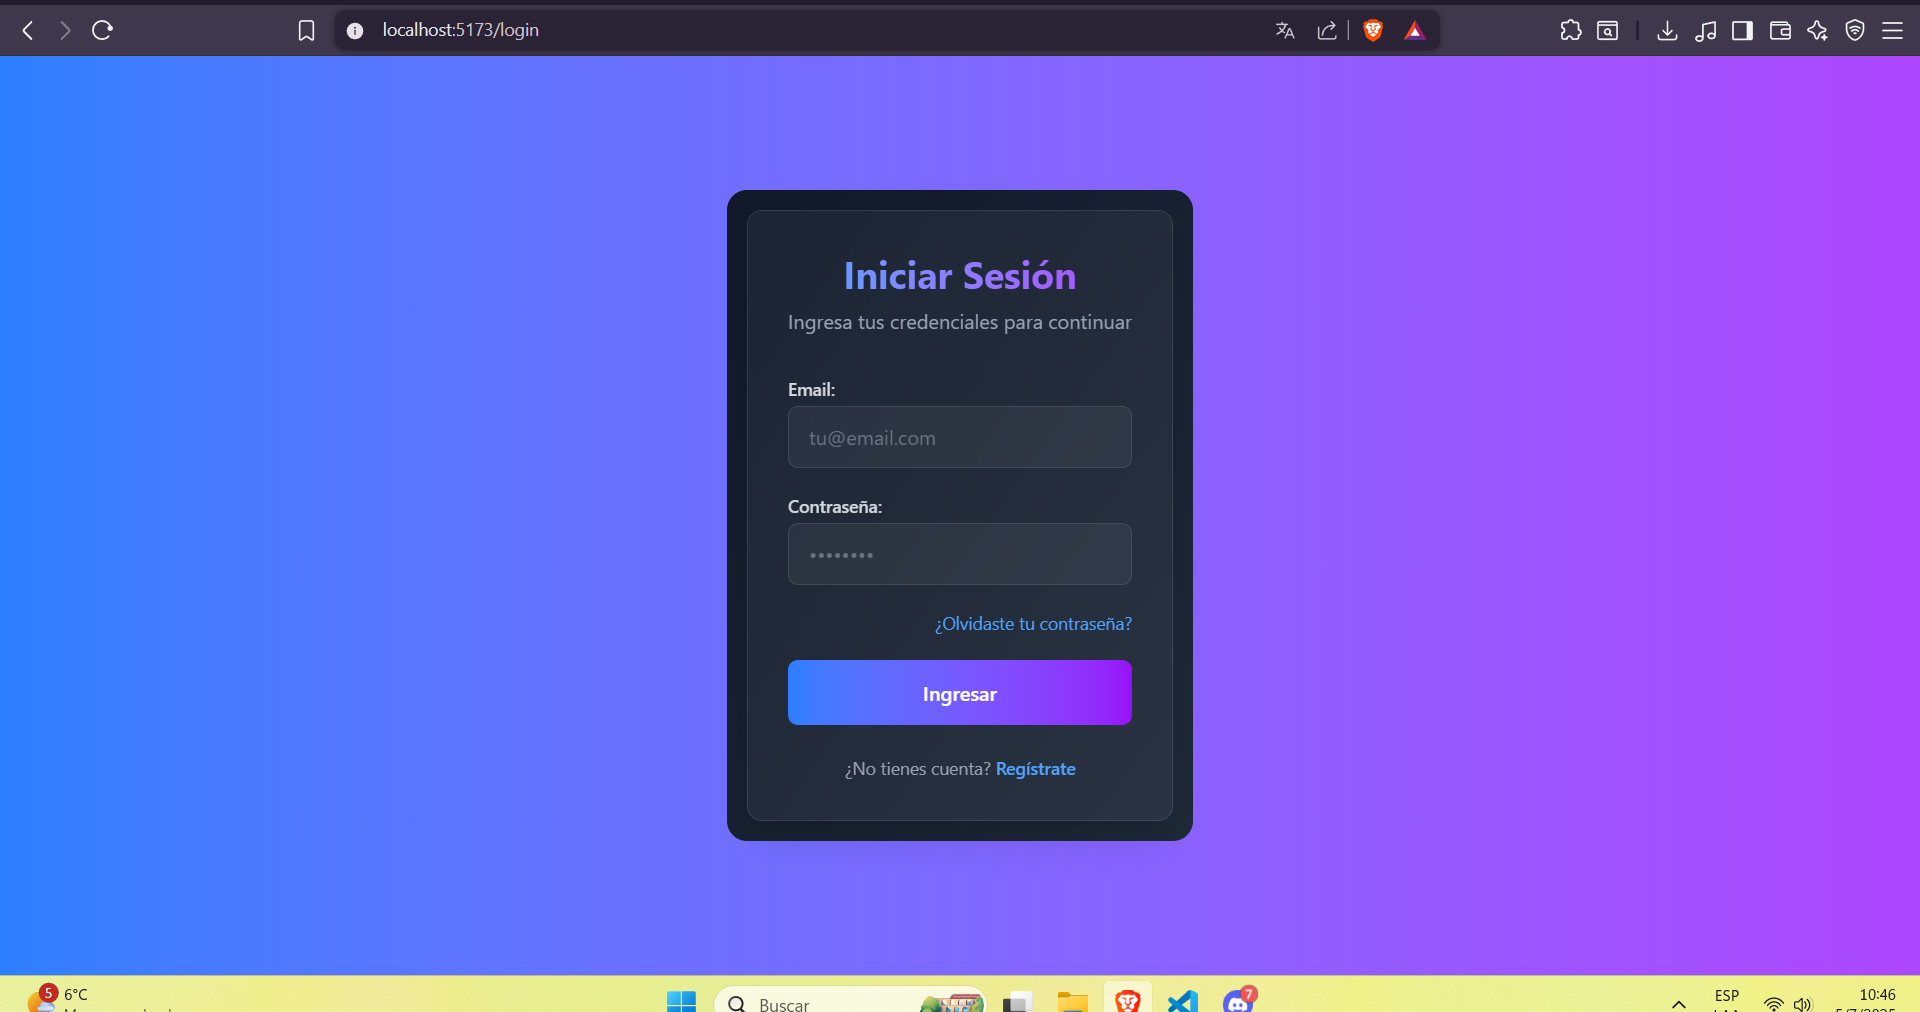 localhost:5173/login
Iniciar Sesión
Ingresa tus credenciales para continuar
Email:
tu@email.com
Contraseña:
••••••••
¿Olvidaste tu contraseña?
Ingresar
¿No tienes cuenta? Regístrate
5
6°C
Buscar
7
ESP
10:46